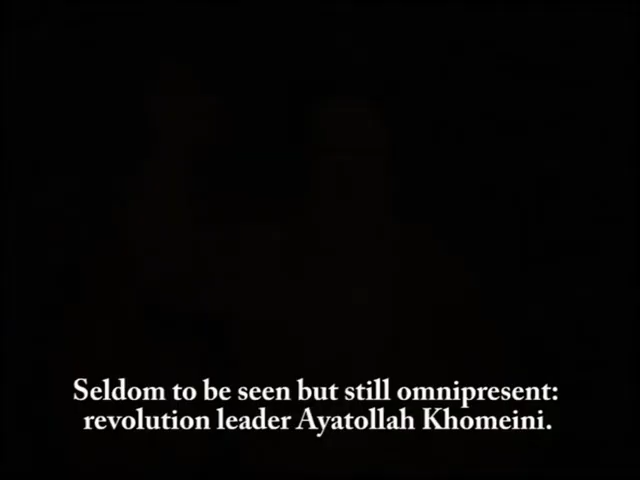 Seldom to be seen but still omnipresent:
revolution leader Ayatollah Khomeini.